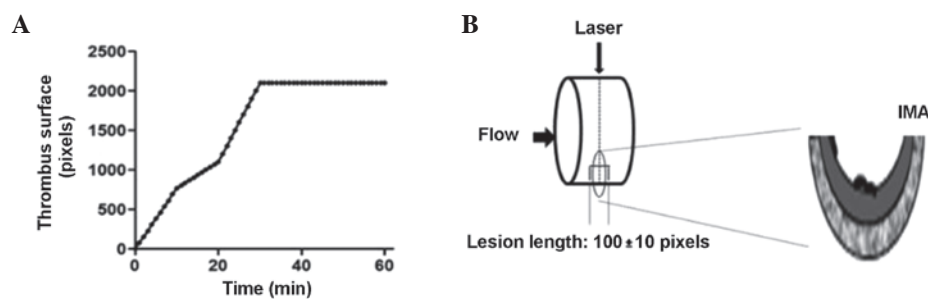 A
Thrombus surface
(pixels)
2500
2000
1500
1000
500
0
0
20
40
60
Time (min)
B
Laser
Flow
IMA
Lesion length: 100±10 pixels